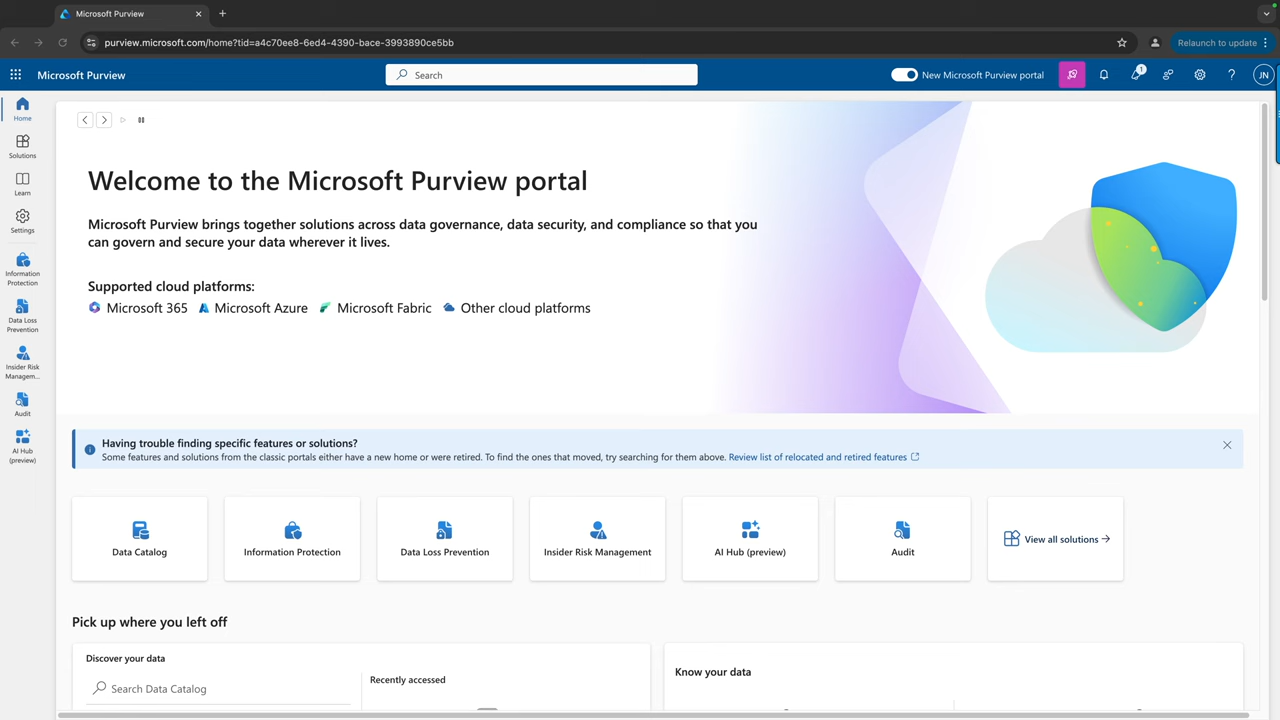 Microsoft Purview
purview.microsoft.com/home?tid=a4c70ee8-6ed4-4390-bace-3993890ce5bb
Relaunch to update
Microsoft Purview
Search
New Microsoft Purview portal
1
JN
Home
Solutions
Learn
Settings
Information
Protection
Data Loss
Prevention
Insider Risk
Managem...
Audit
AI Hub
(preview)
Welcome to the Microsoft Purview portal
Microsoft Purview brings together solutions across data governance, data security, and compliance so that you
can govern and secure your data wherever it lives.
Supported cloud platforms:
Microsoft 365 Microsoft Azure Microsoft Fabric Other cloud platforms
Having trouble finding specific features or solutions?
Some features and solutions from the classic portals either have a new home or were retired. To find the ones that moved, try searching for them above. Review list of relocated and retired features
Data Catalog
Information Protection
Data Loss Prevention
Insider Risk Management
AI Hub (preview)
Audit
View all solutions
Pick up where you left off
Discover your data
Search Data Catalog
Recently accessed
Know your data